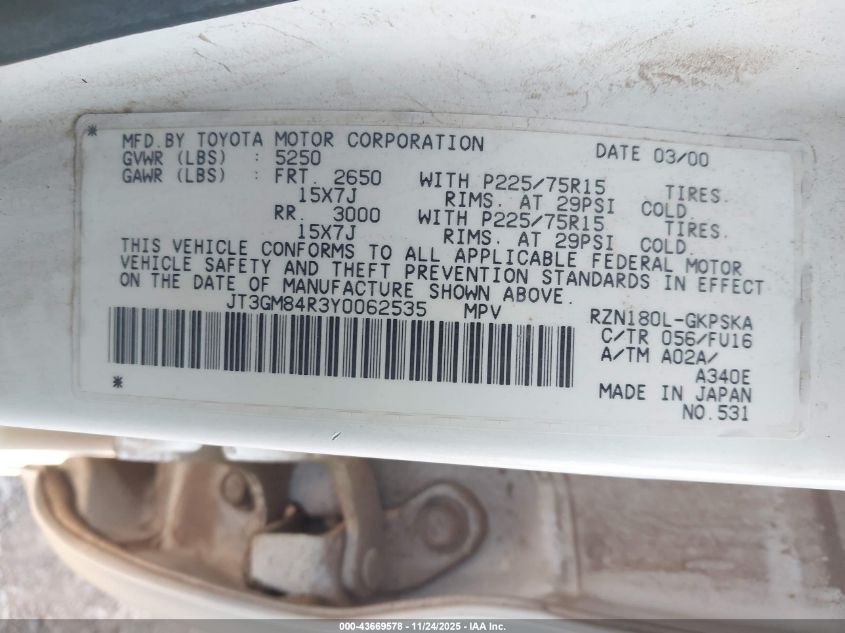 * MFD.BY TOYOTA MOTOR CORPORATION DATE 03/00
GVWR (LBS) : 5250
GAWR (LBS) : FRT. 2650 WITH P225/75R15 TIRES.
15X7J RIMS. AT 29PSI COLD.
RR. 3000 WITH P225/75R15 TIRES.
15X7J RIMS. AT 29PSI COLD.
THIS VEHICLE CONFORMS TO ALL APPLICABLE FEDERAL MOTOR
VEHICLE SAFETY AND THEFT PREVENTION STANDARDS IN EFFECT
ON THE DATE OF MANUFACTURE SHOWN ABOVE.
JT3GM84R3Y0062535 MPV RZN180L-GKPSKA
C/TR 056/FU16
A/TM A02A/
A340E
* MADE IN JAPAN
NO.531
000-43669578 - 11/24/2025 - IAA Inc.